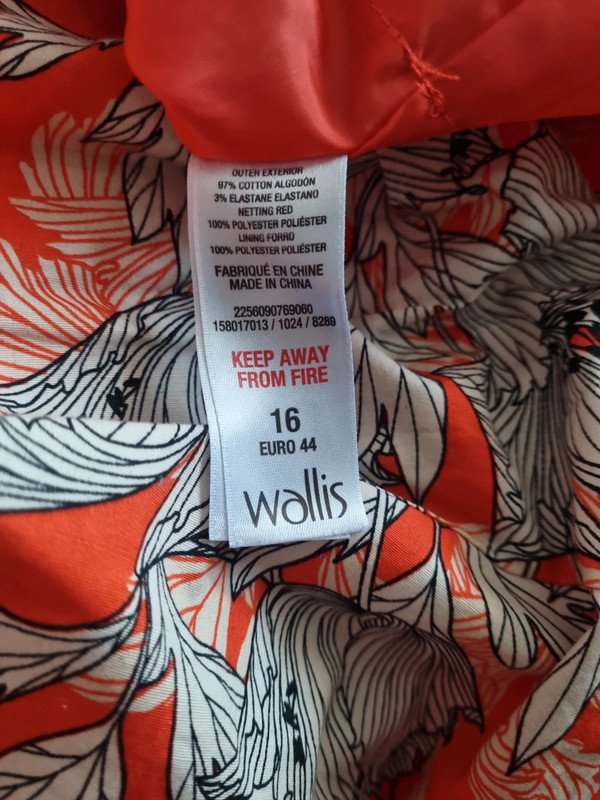 OUTER EXTERIOR
97% COTTON ALGODÓN
3% ELASTANE ELASTANO
NETTING RED
100% POLYESTER POLIÉSTER
LINING FORRO
100% POLYESTER POLIÉSTER
FABRIQUÉ EN CHINE
MADE IN CHINA
2256090769060
158017013 / 1024 / 8289
KEEP AWAY
FROM FIRE
16
EURO 44
wallis